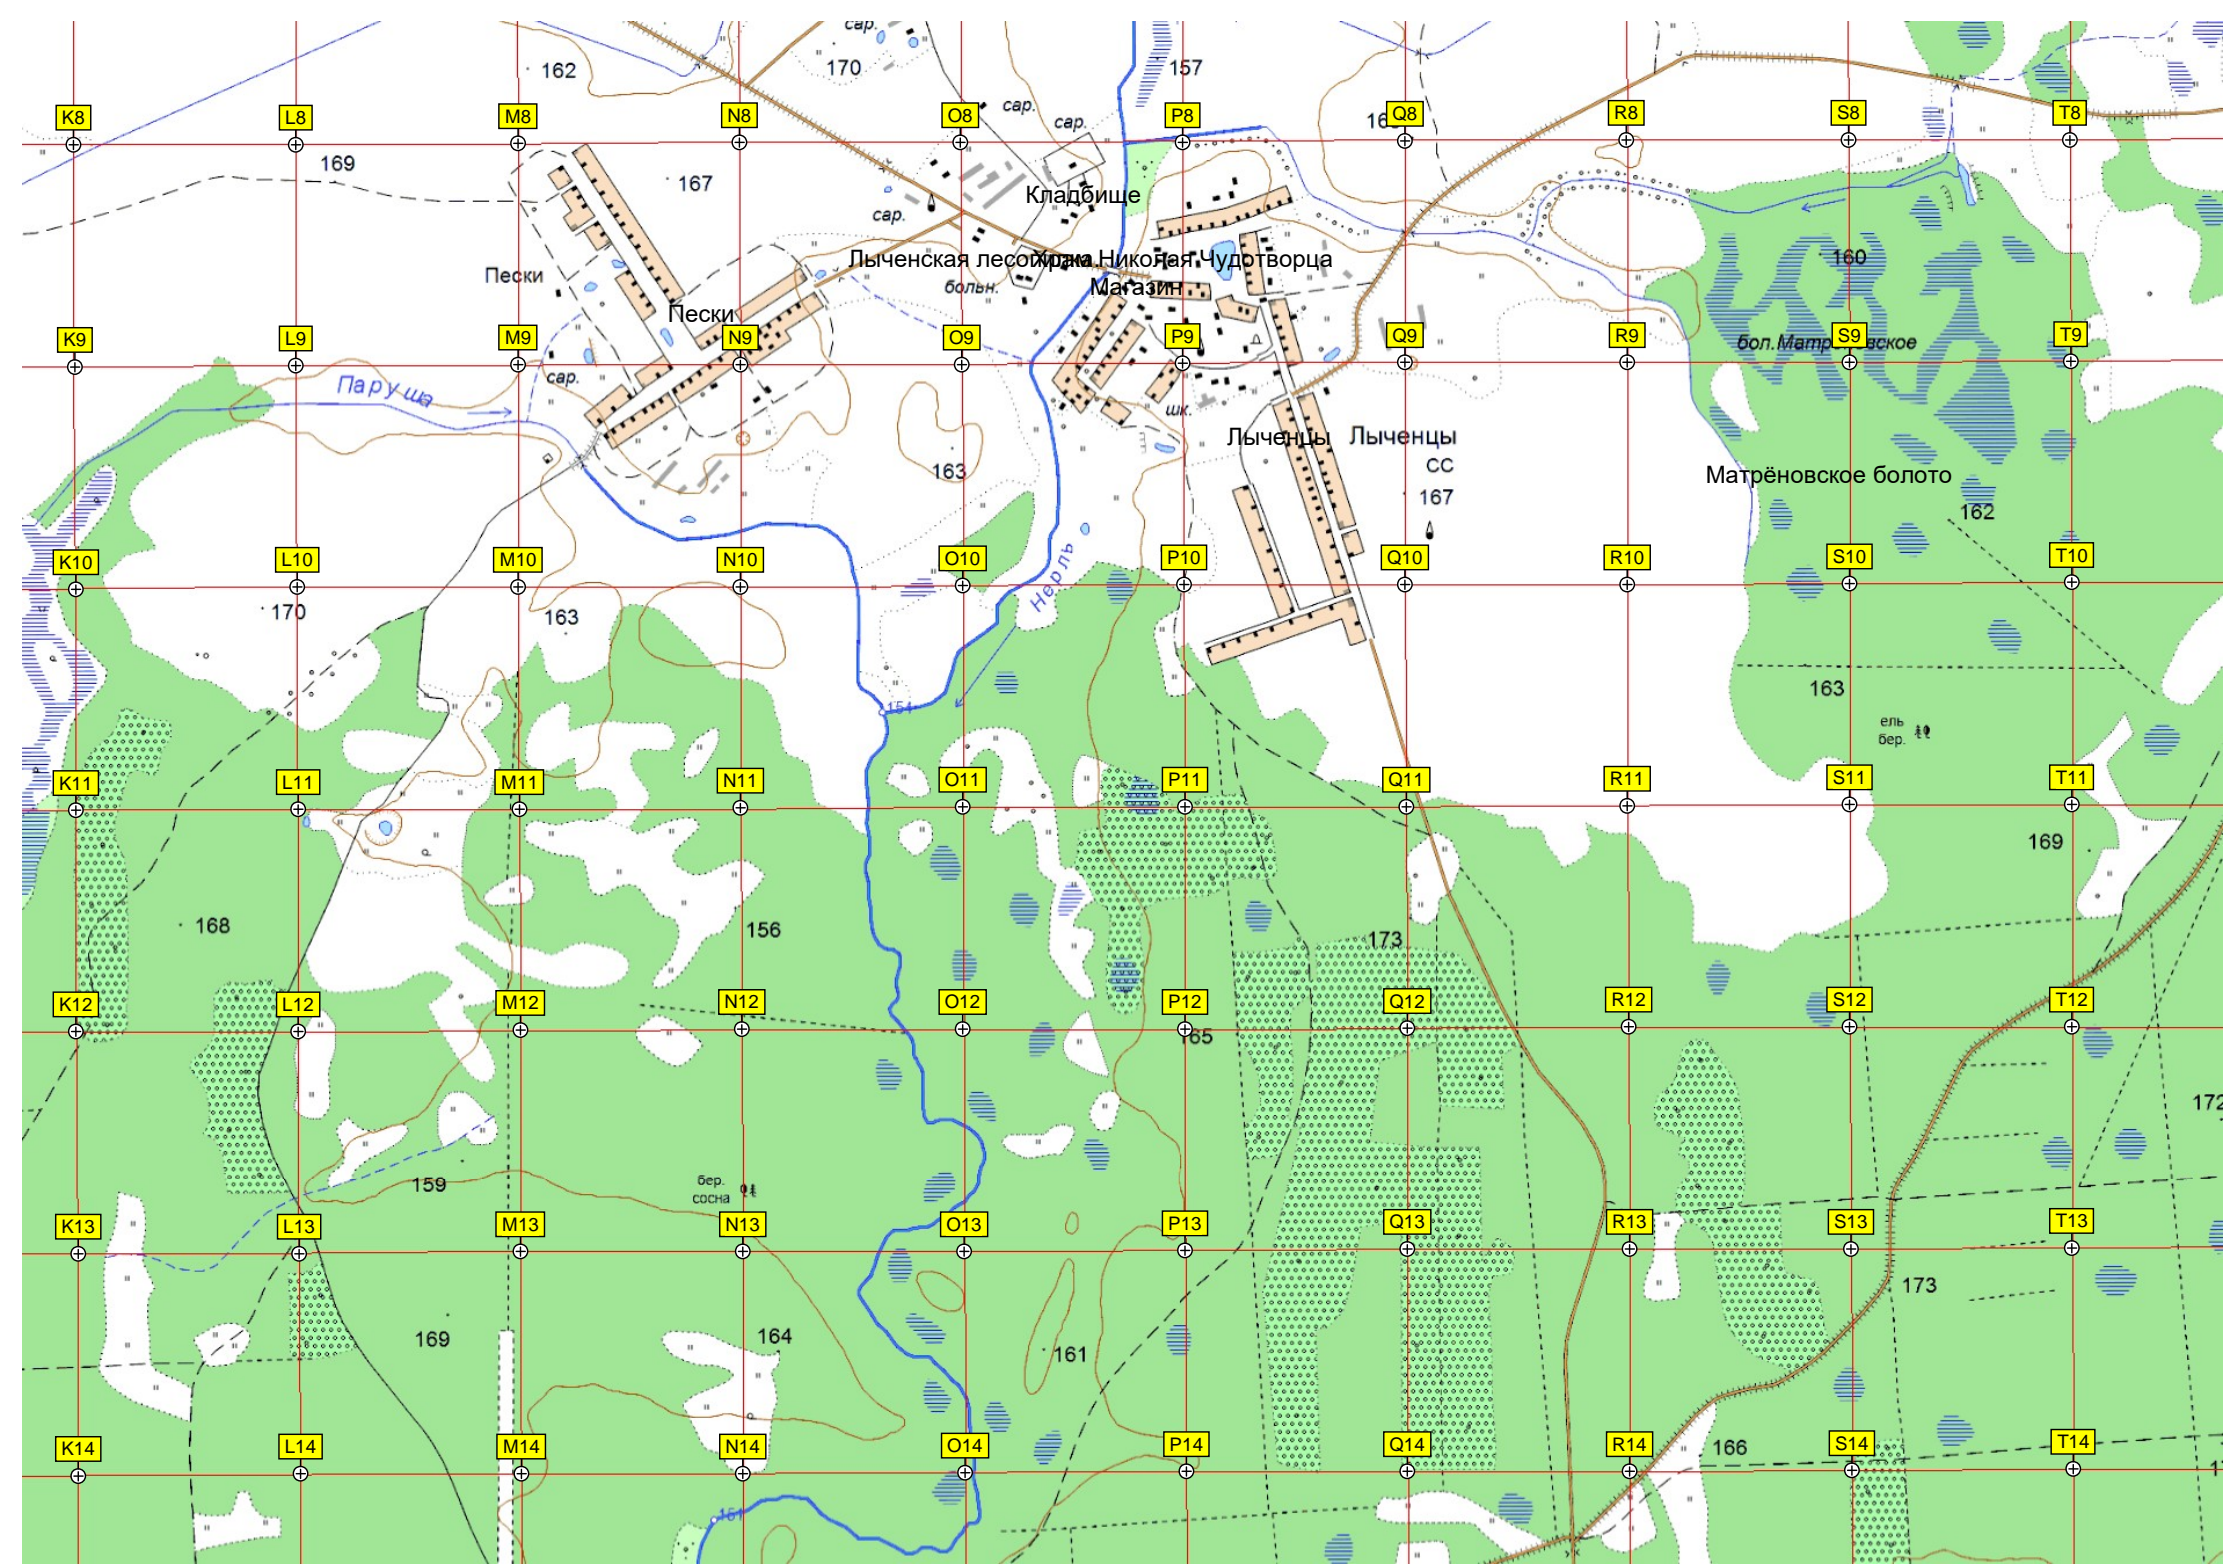 сар.
162
170
157
сар.
сар.
K8
L8
M8
N8
O8
P8
Q8
R8
S8
T8
169
167
Кладбище
сар.
160
Лыченская лесо
Николая Чудотворца
Пески
больн.
Магазин
Пески
K9
L9
M9
N9
O9
P9
Q9
R9
S9
T9
сар.
Паруша
шк.
Лыченцы
Лыченцы
СС
163
167
Матрёновское болото
162
K10
L10
M10
N10
O10
P10
Q10
R10
S10
T10
Нерль
170
163
163
151
ель
бер.
K11
L11
M11
N11
O11
P11
Q11
R11
S11
T11
169
168
156
173
K12
L12
M12
N12
O12
P12
Q12
R12
S12
T12
165
172
159
бер.
сосна
K13
L13
M13
N13
O13
P13
Q13
R13
S13
T13
173
169
164
161
K14
L14
M14
N14
O14
P14
Q14
R14
S14
T14
166
151